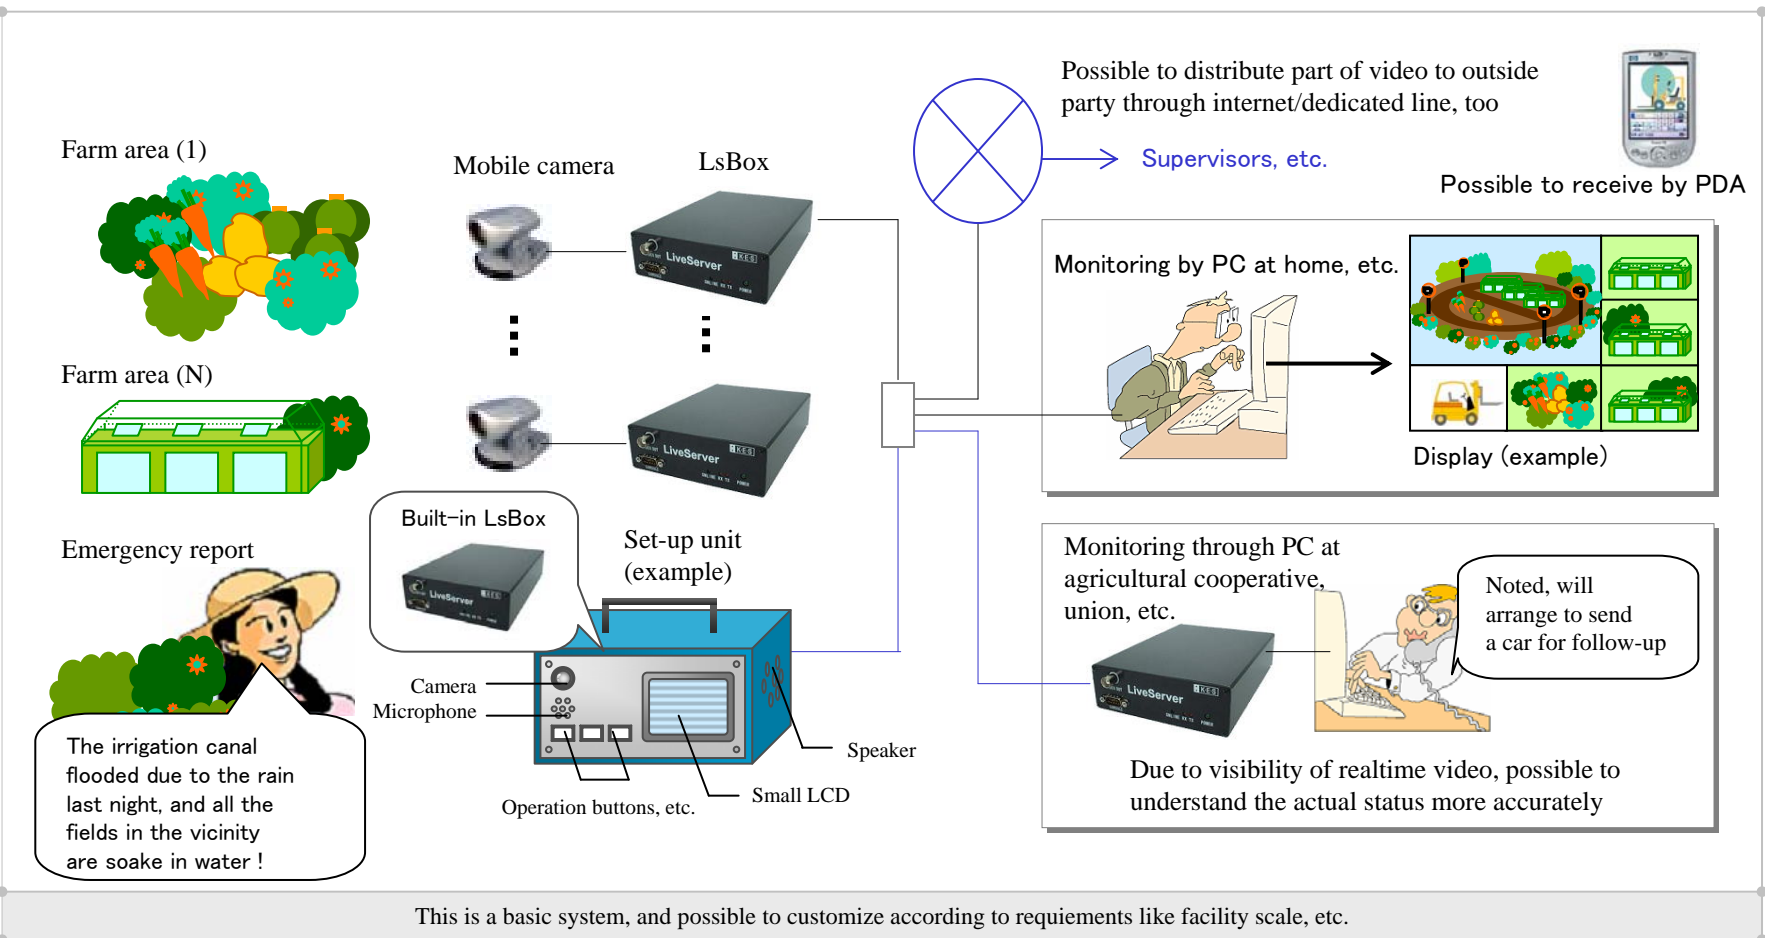 Possible to distribute part of video to outside
party through internet/dedicated line, too
Supervisors, etc.
Possible to receive by PDA
Farm area (1)
Mobile camera
LsBox
LiveServer
Monitoring by PC at home, etc.
Display (example)
Farm area (N)
LiveServer
Emergency report
Built-in LsBox
LiveServer
Set-up unit
(example)
Camera
Microphone
Operation buttons, etc.
Small LCD
Speaker
The irrigation canal
flooded due to the rain
last night, and all the
fields in the vicinity
are soake in water !
Monitoring through PC at
agricultural cooperative,
union, etc.
LiveServer
Noted, will
arrange to send
a car for follow-up
Due to visibility of realtime video, possible to
understand the actual status more accurately
This is a basic system, and possible to customize according to requiements like facility scale, etc.